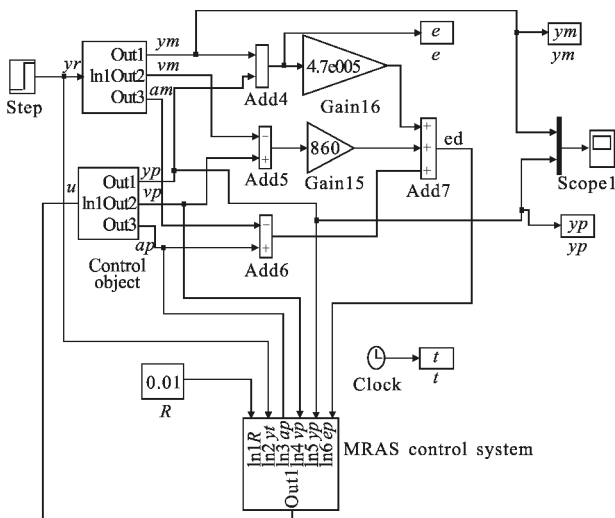 yr
Step
Out1
In1Out2
Out3
ym
vm
am
Add4
4.7e005
Gain16
e
e
ym
ym
−
+
Add5
860
Gain15
+
+
+
Add7
ed
Scope1
u
Out1
In1Out2
Out3
yp
vp
ap
Control
object
−
+
Add6
yp
yp
Clock
t
t
0.01
R
In1 R
In2 yt
In3 ap
In4 vp
In5 yp
In6 ep
Out1
MRAS control system